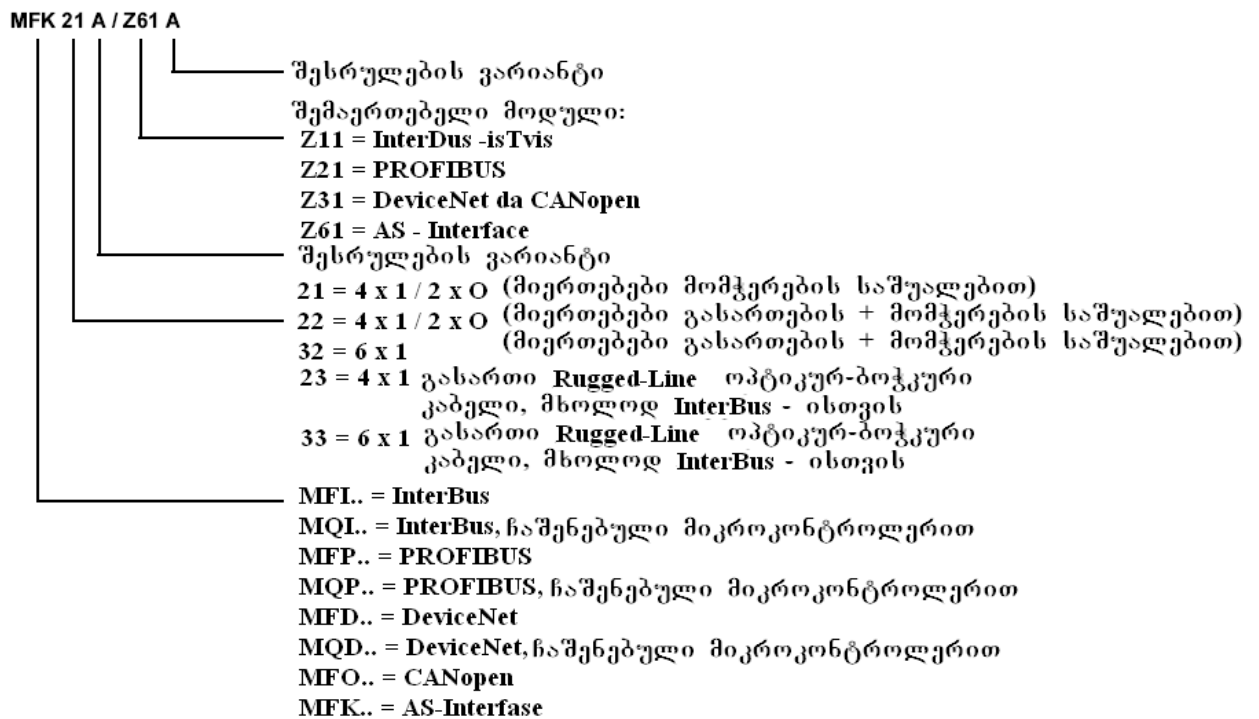 MFK 21 A / Z61 A
შესრულების ვარიანტი
შემაერთებელი მოდული:
Z11 = InterDus -isTvis
Z21 = PROFIBUS
Z31 = DeviceNet da CANopen
Z61 = AS - Interface
შესრულების ვარიანტი
21 = 4 x 1 / 2 x O (მიერთებები მომჭერების საშუალებით)
22 = 4 x 1 / 2 x O (მიერთებები გასართების + მომჭერების საშუალებით)
32 = 6 x 1 (მიერთებები გასართების + მომჭერების საშუალებით)
23 = 4 x 1 გასართი Rugged-Line ოპტიკურ-ბოჭკური
კაბელი, მხოლოდ InterBus - ისთვის
33 = 6 x 1 გასართი Rugged-Line ოპტიკურ-ბოჭკური
კაბელი, მხოლოდ InterBus - ისთვის
MFI.. = InterBus
MQI.. = InterBus, ჩაშენებული მიკროკონტროლერით
MFP.. = PROFIBUS
MQP.. = PROFIBUS, ჩაშენებული მიკროკონტროლერით
MFD.. = DeviceNet
MQD.. = DeviceNet, ჩაშენებული მიკროკონტროლერით
MFO.. = CANopen
MFK.. = AS-Interfase